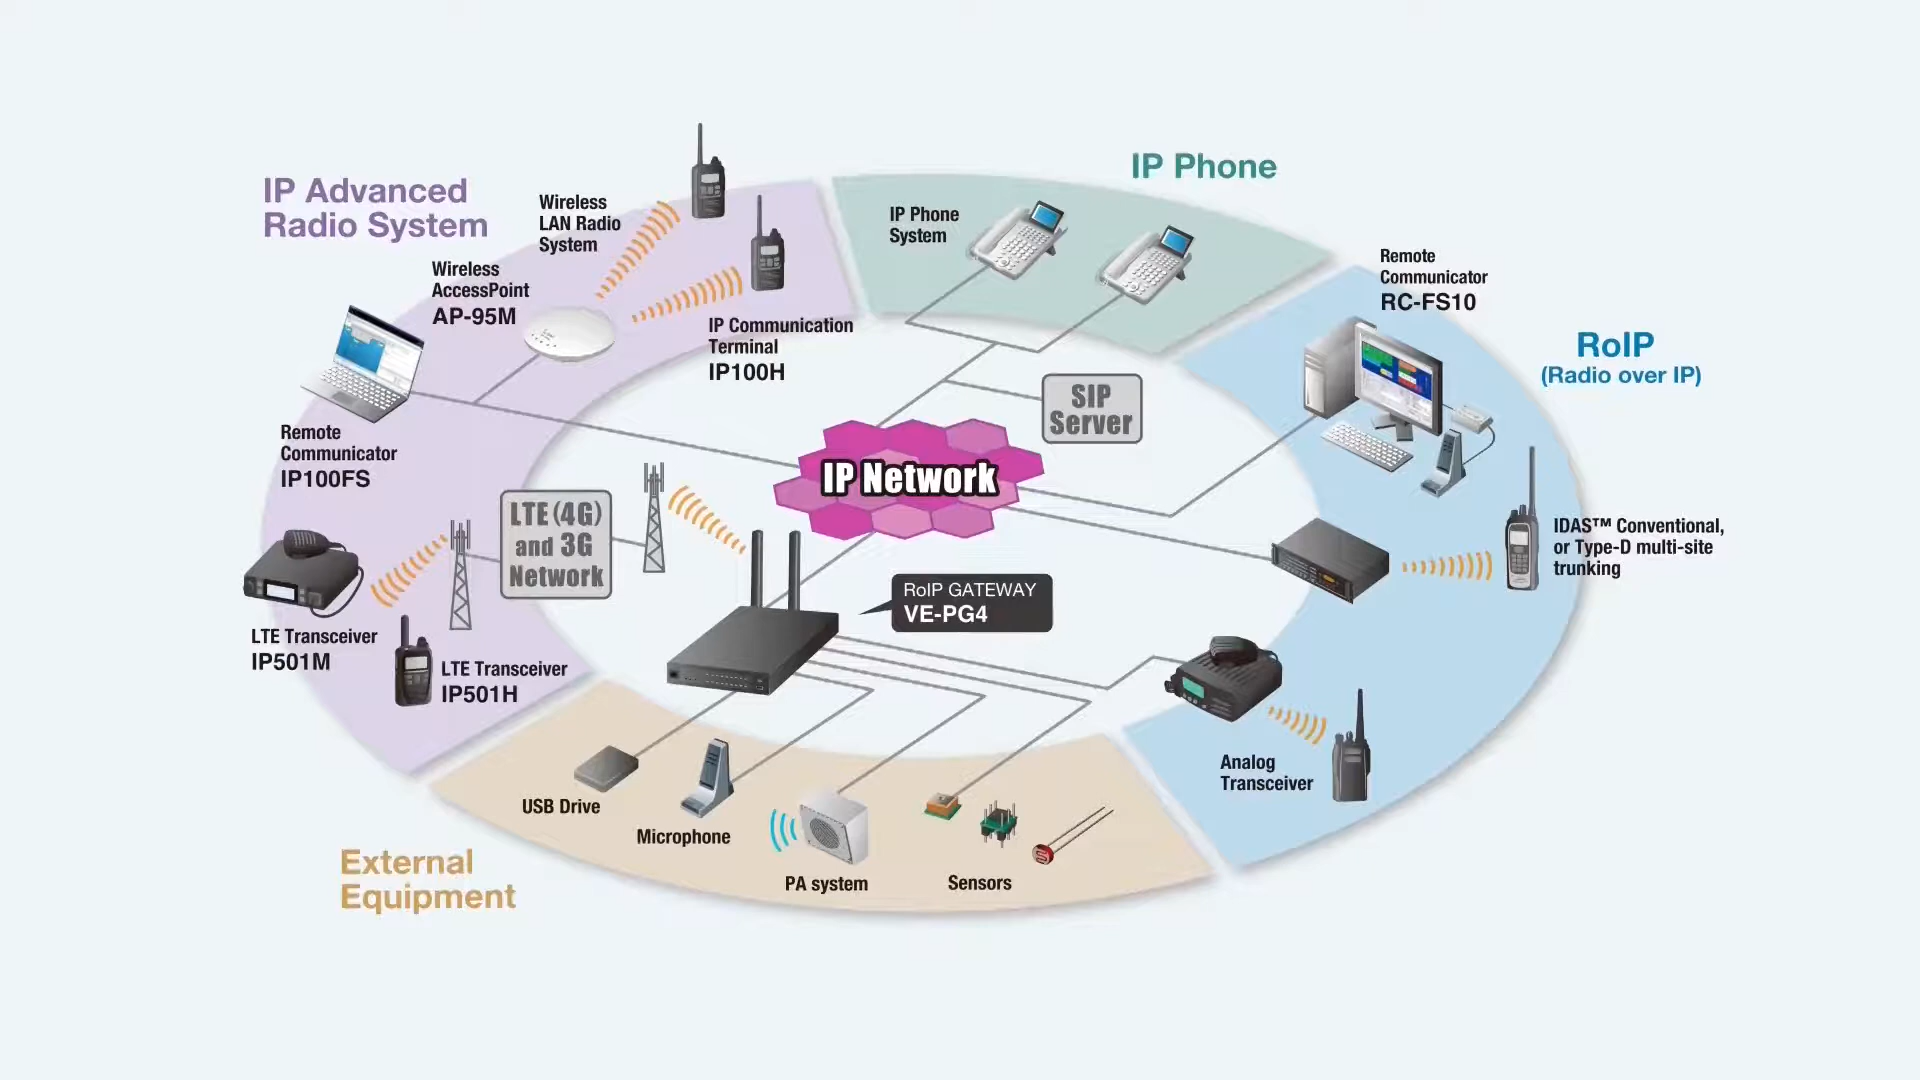 IP Advanced
Radio System
Wireless
LAN Radio
System
Wireless
AccessPoint
AP-95M
IP Communication
Terminal
IP100H
Remote
Communicator
IP100FS
LTE (4G)
and 3G
Network
LTE Transceiver
IP501M
LTE Transceiver
IP501H
IP Phone
IP Phone
System
SIP
Server
IP Network
RoIP GATEWAY
VE-PG4
Remote
Communicator
RC-FS10
RoIP
(Radio over IP)
IDAS™ Conventional,
or Type-D multi-site
trunking
Analog
Transceiver
External
Equipment
USB Drive
Microphone
PA system
Sensors